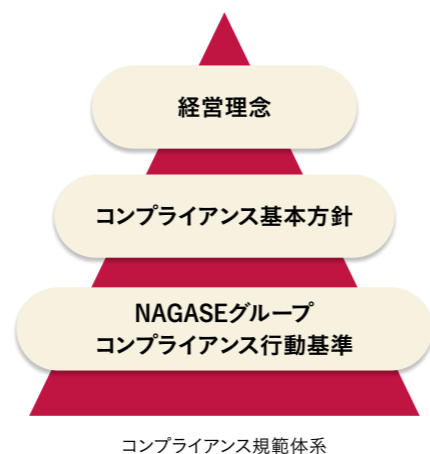 経営理念
コンプライアンス基本方針
NAGASEグループ
コンプライアンス行動基準
コンプライアンス規範体系